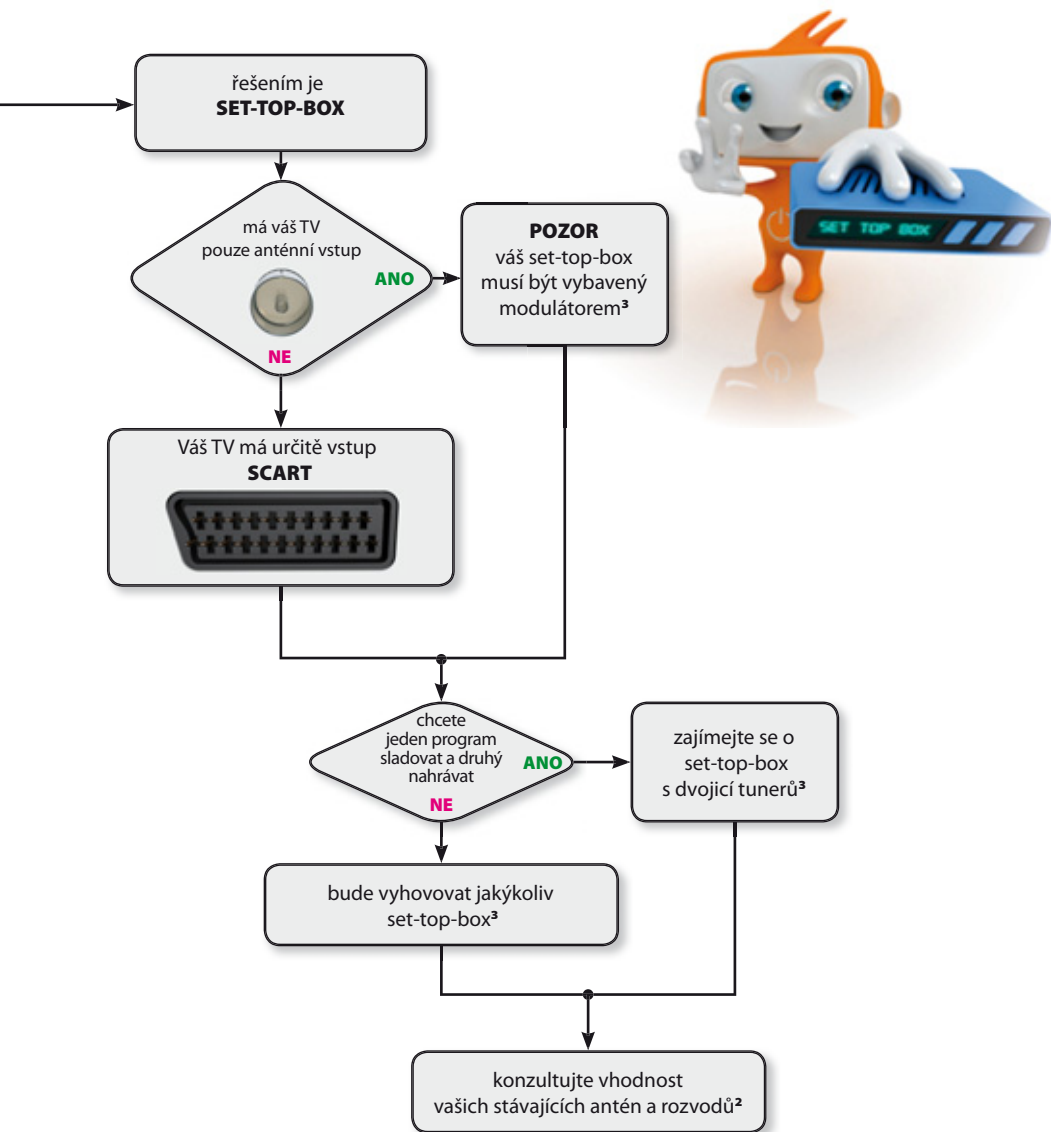 řešením je
SET-TOP-BOX
má váš TV
pouze anténní vstup
ANO
NE
POZOR
váš set-top-box
musí být vybavený
modulátorem³
SET TOP BOX
Váš TV má určitě vstup
SCART
chcete
jeden program
sladovat a druhý
nahrávat
ANO
NE
zajímejte se o
set-top-box
s dvojicí tunerů³
bude vyhovovat jakýkoliv
set-top-box³
konzultujte vhodnost
vašich stávajících antén a rozvodů²